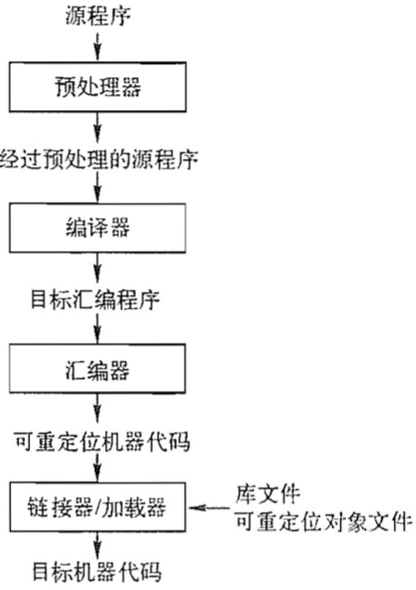 源程序
预处理器
经过预处理的源程序
编译器
目标汇编程序
汇编器
可重定位机器代码
链接器/加载器
库文件
可重定位对象文件
目标机器代码